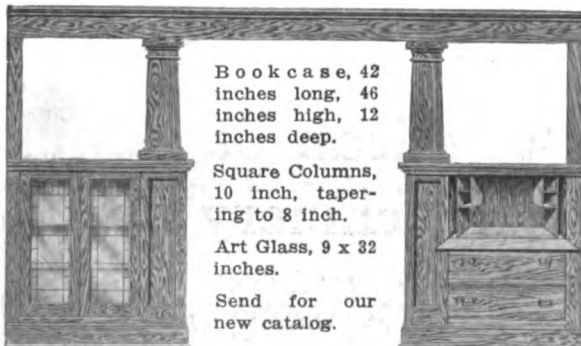 Bookcase, 42
inches long, 46
inches high, 12
inches deep.
Square Columns,
10 inch, taper-
ing to 8 inch.
Art Glass, 9 x 32
inches.
Send for our
new catalog.